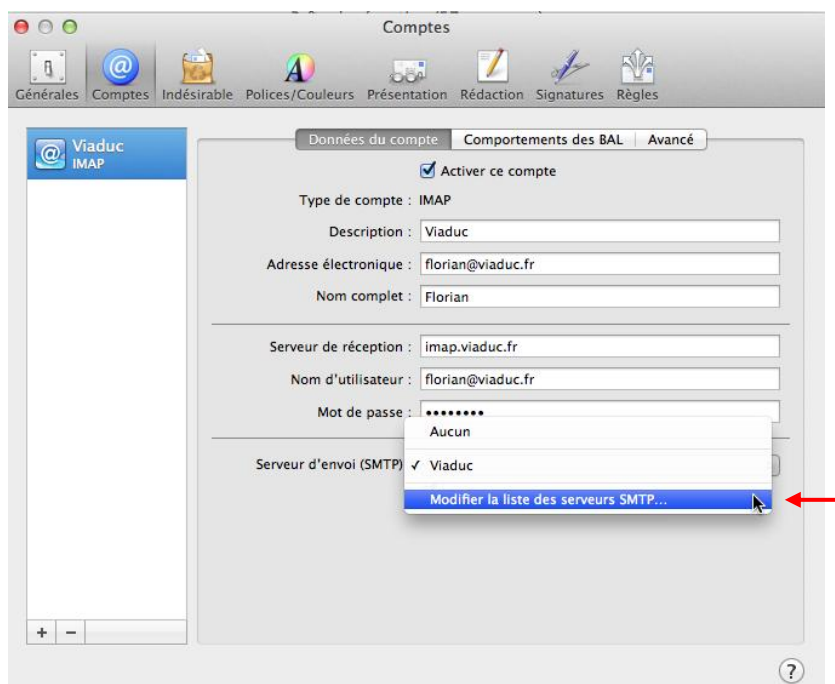 Comptes
Générales Comptes Indésirable Polices/Couleurs Présentation Rédaction Signatures Règles
Viaduc
IMAP
Données du compte Comportements des BAL Avancé
Activer ce compte
Type de compte : IMAP
Description : Viaduc
Adresse électronique : florian@viaduc.fr
Nom complet : Florian
Serveur de réception : imap.viaduc.fr
Nom d'utilisateur : florian@viaduc.fr
Mot de passe : ••••••••
Aucun
Serveur d'envoi (SMTP) ✓ Viaduc
Modifier la liste des serveurs SMTP...
+ −
?